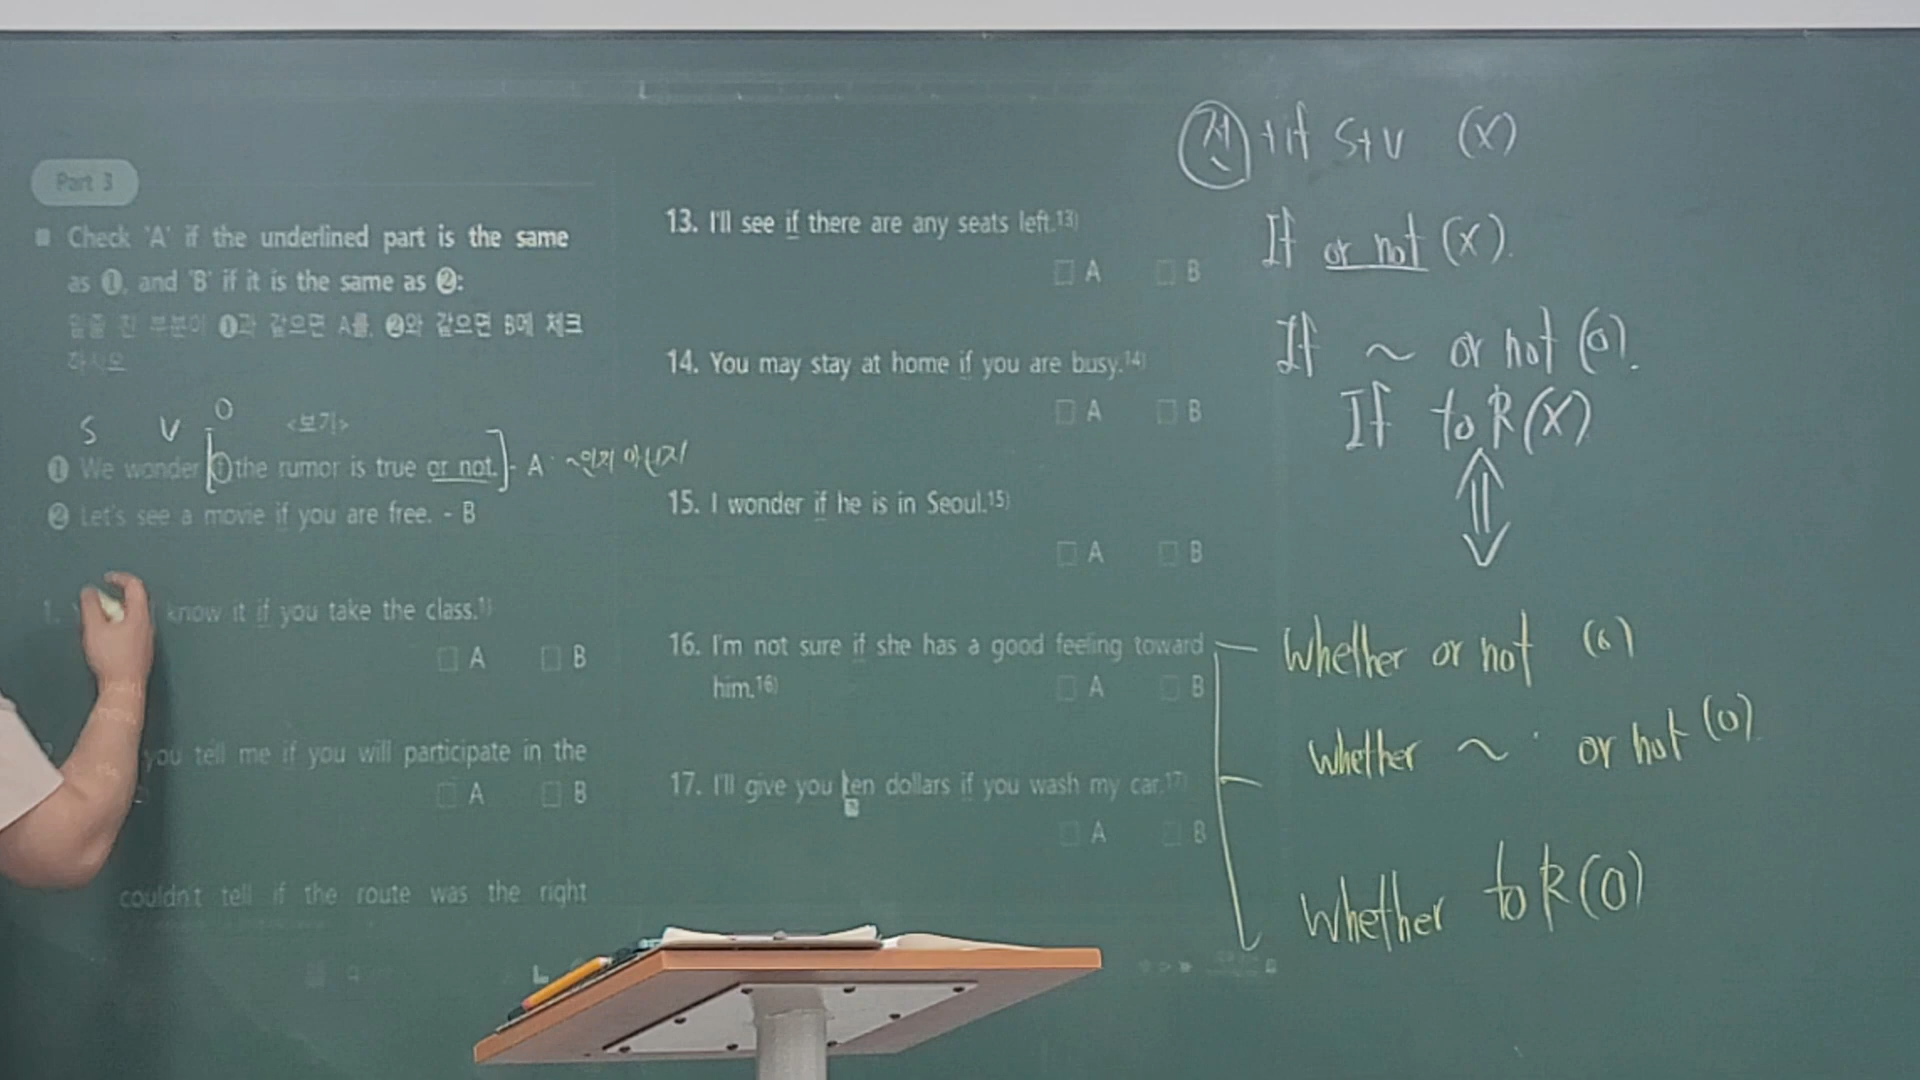 Part 3
■ Check 'A' if the underlined part is the same
as ❶, and 'B' if it is the same as ❷:
밑줄 친 부분이 ❶과 같으면 A를, ❷와 같으면 B에 체크
하시오
S V O <보기>
❶ We wonder [if the rumor is true or not.] - A ~인지 아닌지
❷ Let's see a movie if you are free. - B
1. know it if you take the class.1)
□ A □ B
you tell me if you will participate in the
□ A □ B
couldn't tell if the route was the right
13. I'll see if there are any seats left.13)
□ A □ B
14. You may stay at home if you are busy.14)
□ A □ B
15. I wonder if he is in Seoul.15)
□ A □ B
16. I'm not sure if she has a good feeling toward
him.16)
□ A □ B
17. I'll give you ten dollars if you wash my car.17)
□ A □ B
전 + if S+V (X)
If or not (X).
If ~ or not (O).
If to R (X)
Whether or not (O)
Whether ~ or not (O)
Whether to R (O)